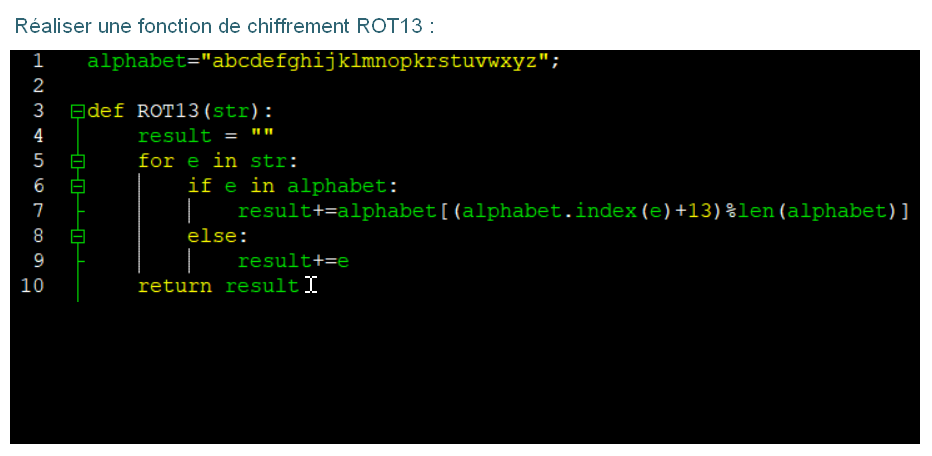 Réaliser une fonction de chiffrement ROT13 :
1 alphabet="abcdefghijklmnopkrstuvwxyz";
2
3 def ROT13(str):
4 result = ""
5 for e in str:
6 if e in alphabet:
7 result+=alphabet[(alphabet.index(e)+13)%len(alphabet)]
8 else:
9 result+=e
10 return result